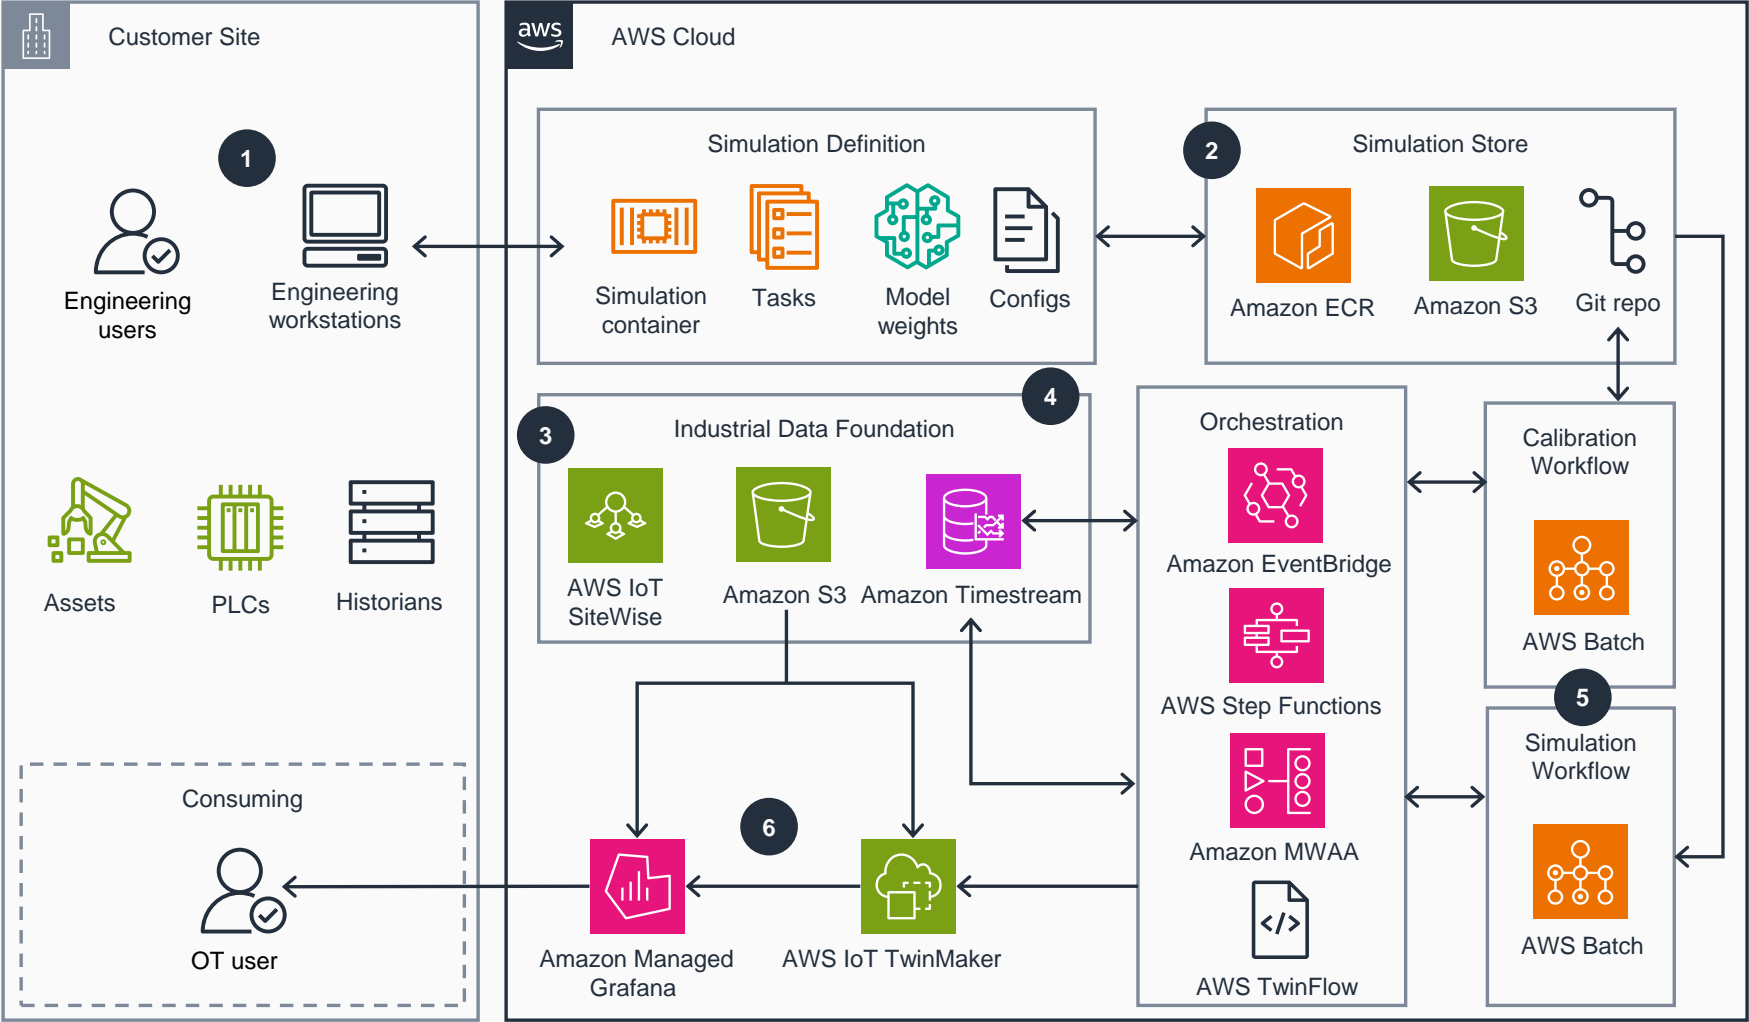 Customer Site
aws
AWS Cloud
1
Engineering
users
Engineering
workstations
Simulation Definition
Simulation
container
Tasks
Model
weights
Configs
2
Simulation Store
Amazon ECR
Amazon S3
Git repo
Assets
PLCs
Historians
3
4
Industrial Data Foundation
AWS IoT
SiteWise
Amazon S3
Amazon Timestream
Orchestration
Amazon EventBridge
AWS Step Functions
Amazon MWAA
AWS TwinFlow
Calibration
Workflow
AWS Batch
5
Simulation
Workflow
AWS Batch
Consuming
OT user
6
Amazon Managed
Grafana
AWS IoT TwinMaker